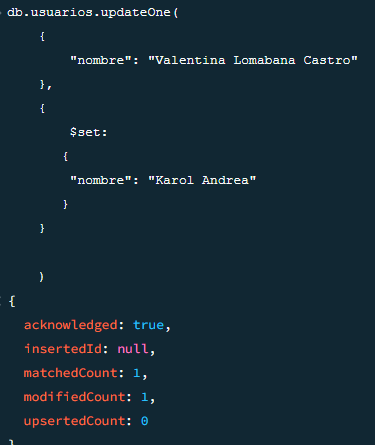 db.usuarios.updateOne(
{
"nombre": "Valentina Lomabana Castro"
},
{
$set:
{
"nombre": "Karol Andrea"
}
}
)
{
acknowledged: true,
insertedId: null,
matchedCount: 1,
modifiedCount: 1,
upsertedCount: 0
}